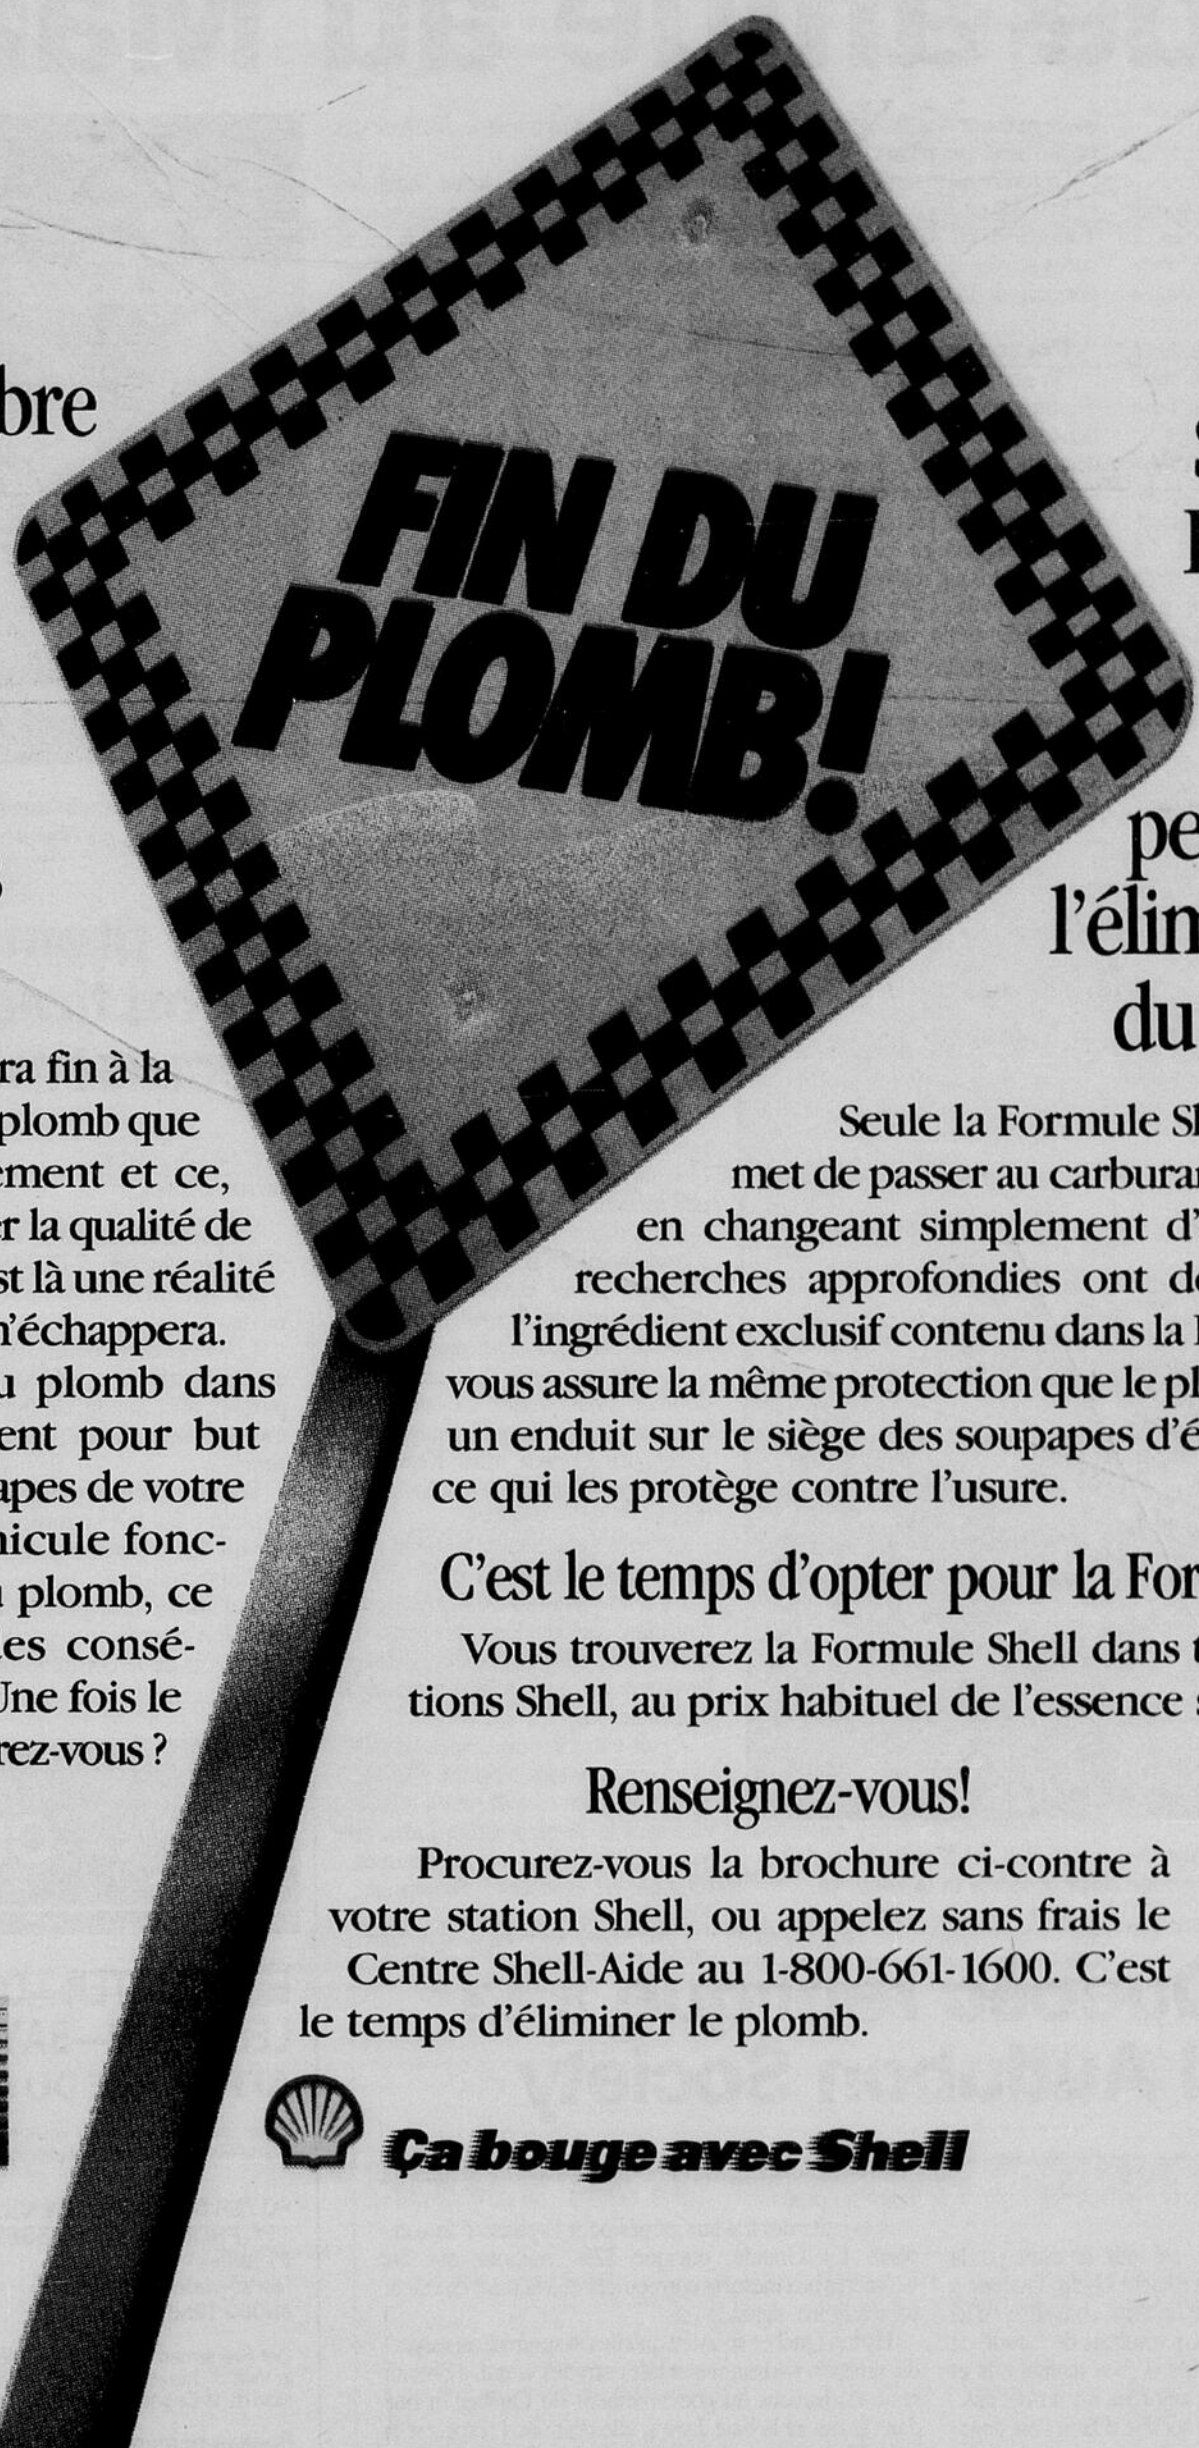 bre
FIN DU
PLOMB!
ra fin à la
plomb que
ement et ce,
er la qualité de
st là une réalité
n'échappera.
u plomb dans
ent pour but
apes de votre
hicule fonc-
u plomb, ce
des consé-
Une fois le
rez-vous ?
pe
l'élim
du
Seule la Formule Sh
met de passer au carburan
en changeant simplement d'
recherches approfondies ont dé
l'ingrédient exclusif contenu dans la F
vous assure la même protection que le pl
un enduit sur le siège des soupapes d'é
ce qui les protège contre l'usure.
C'est le temps d'opter pour la For
Vous trouverez la Formule Shell dans t
tions Shell, au prix habituel de l'essence s
Renseignez-vous!
Procurez-vous la brochure ci-contre à
votre station Shell, ou appelez sans frais le
Centre Shell-Aide au 1-800-661-1600. C'est
le temps d'éliminer le plomb.
Ça bouge avec Shell